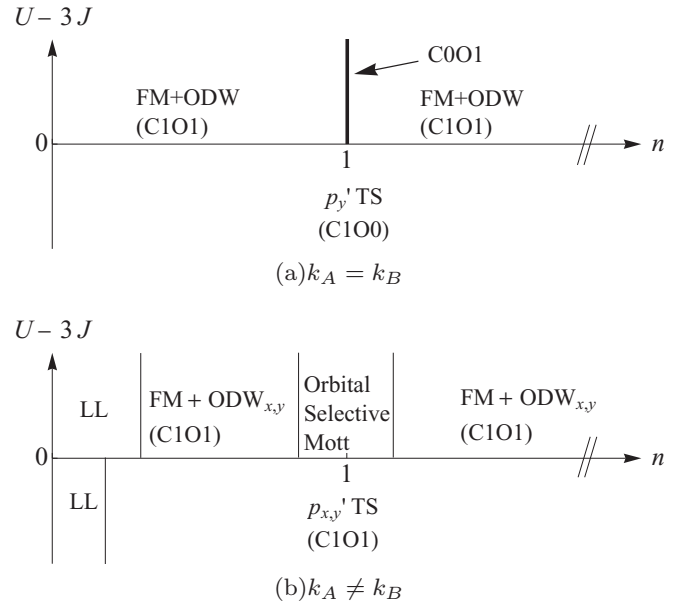 U – 3 J
C0O1
FM+ODW
(C1O1)
FM+ODW
(C1O1)
0
n
1
p_y' TS
(C1O0)
(a)k_A = k_B
U – 3 J
LL
FM + ODW_{x,y}
(C1O1)
Orbital
Selective
Mott
FM + ODW_{x,y}
(C1O1)
0
n
1
LL
p_{x,y}' TS
(C1O1)
(b)k_A ≠ k_B